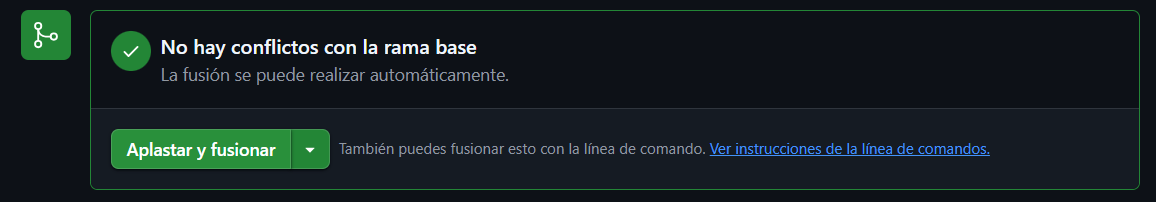 No hay conflictos con la rama base
La fusión se puede realizar automáticamente.
Aplastar y fusionar
También puedes fusionar esto con la línea de comando. Ver instrucciones de la línea de comandos.